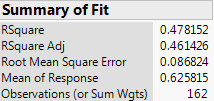 Summary of Fit
RSquare 0.478152
RSquare Adj 0.461426
Root Mean Square Error 0.086824
Mean of Response 0.625815
Observations (or Sum Wgts) 162